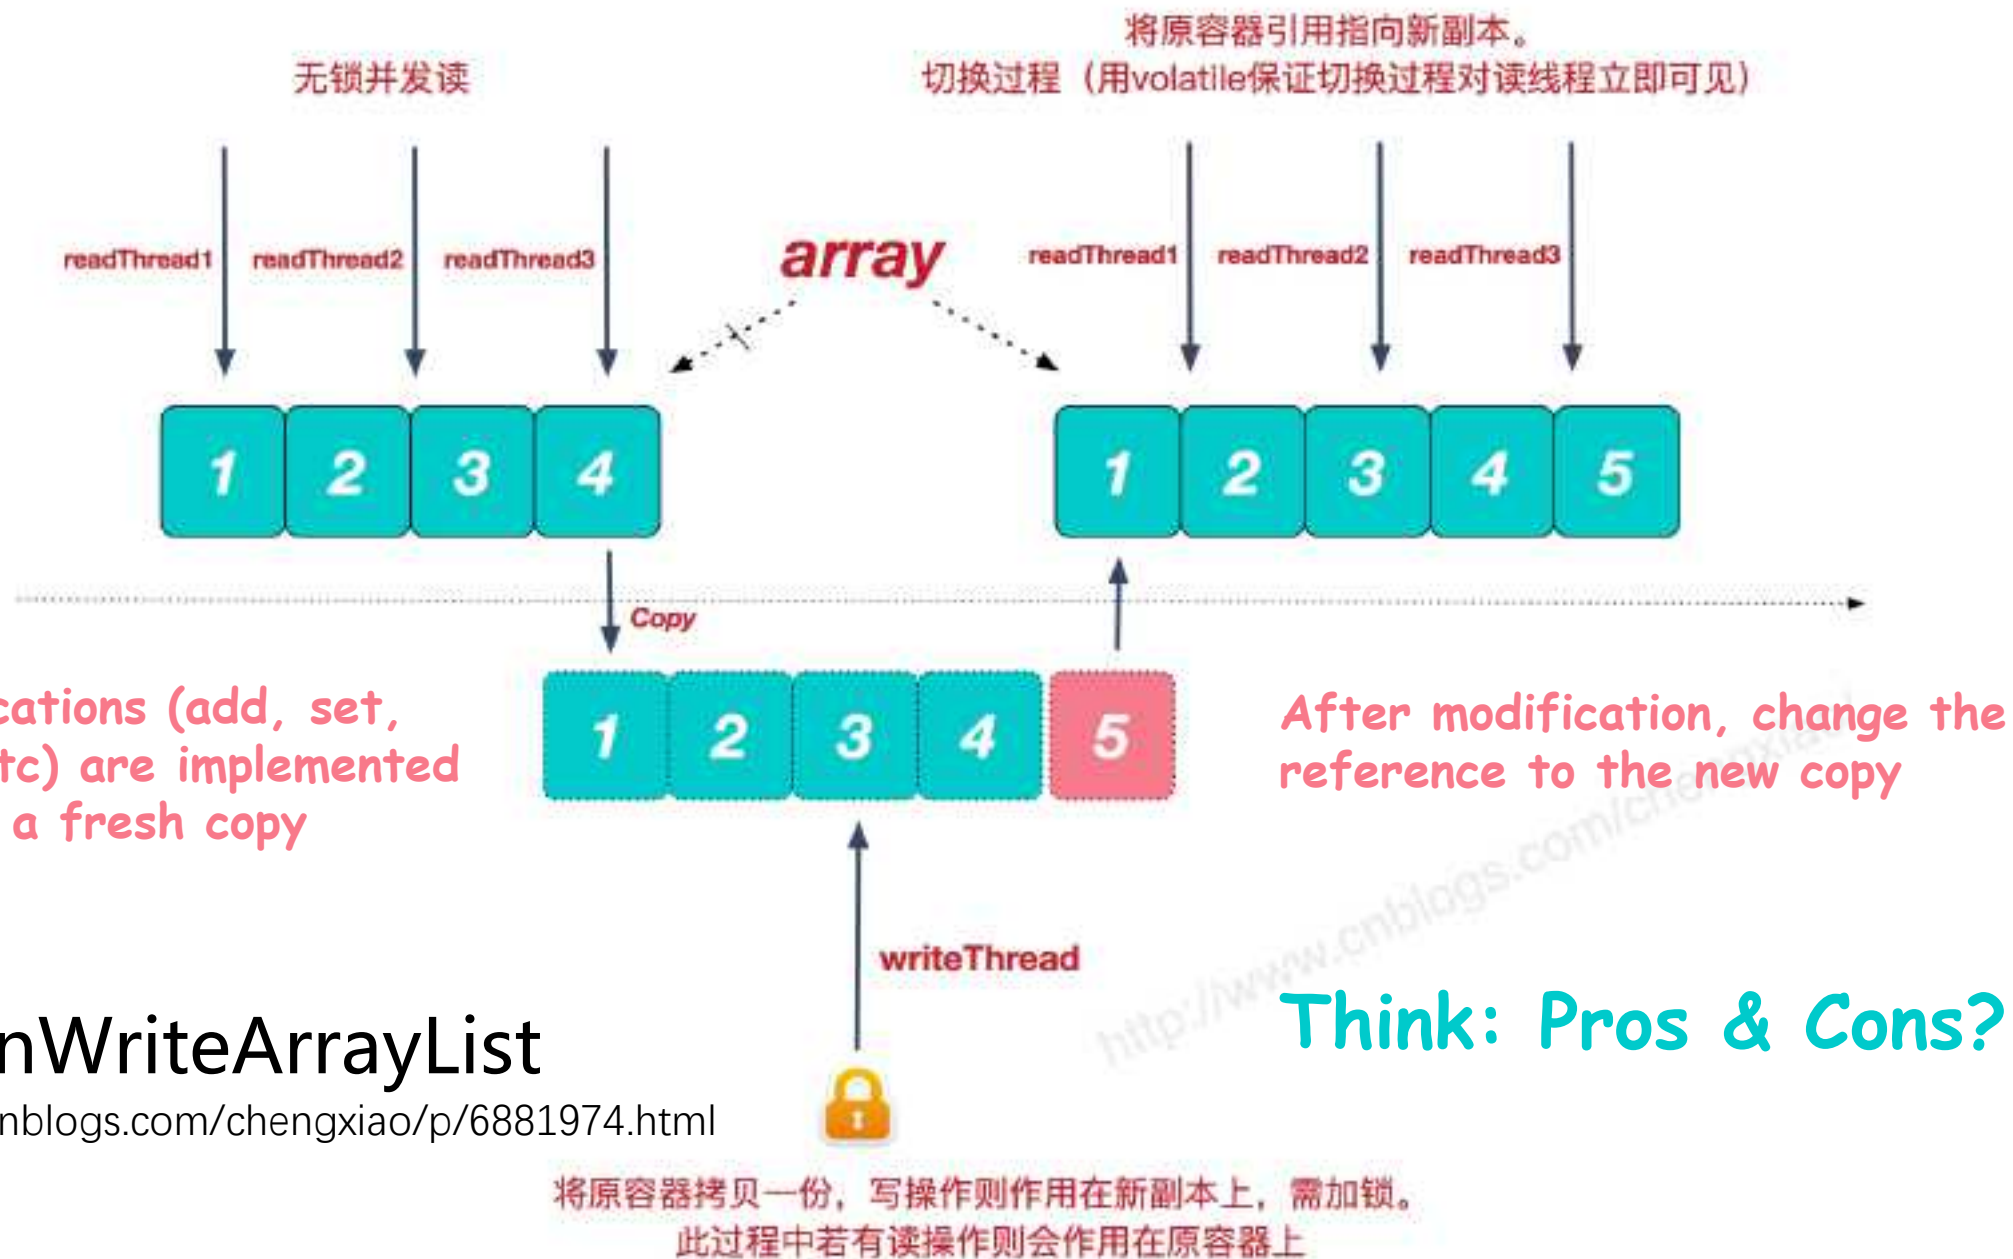 将原容器引用指向新副本。
无锁并发读
切换过程（用volatile保证切换过程对读线程立即可见）
readThread1 readThread2 readThread3
array
readThread1 readThread2 readThread3
1 2 3 4
1 2 3 4 5
Copy
1 2 3 4 5
cations (add, set,
tc) are implemented
a fresh copy
After modification, change the
reference to the new copy
writeThread
http://www.cnblogs.com/chengxiao/
Think: Pros & Cons?
nWriteArrayList
nblogs.com/chengxiao/p/6881974.html
将原容器拷贝一份，写操作则作用在新副本上，需加锁。
此过程中若有读操作则会作用在原容器上